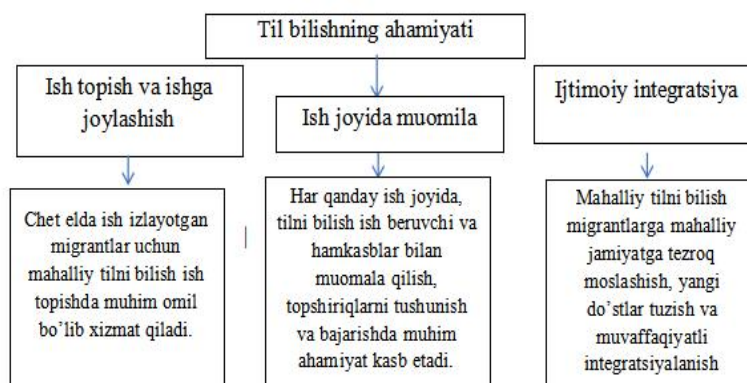 Til bilishning ahamiyati
Ish topish va ishga
joylashish
Ish joyida muomila
Ijtimoiy integratsiya
Chet elda ish izlayotgan
migrantlar uchun
mahalliy tilni bilish ish
topishda muhim omil
bo’lib xizmat qiladi.
Har qanday ish joyida,
tilni bilish ish beruvchi va
hamkasblar bilan
muomala qilish,
topshiriqlarni tushunish
va bajarishda muhim
ahamiyat kasb etadi.
Mahalliy tilni bilish
migrantlarga mahalliy
jamiyatga tezroq
moslashish, yangi
do’stlar tuzish va
muvaffaqiyatli
integratsiyalanish